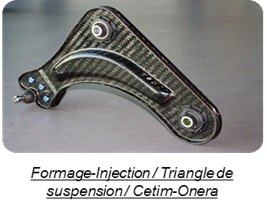 Formage-Injection / Triangle de
suspension / Cetim-Onera